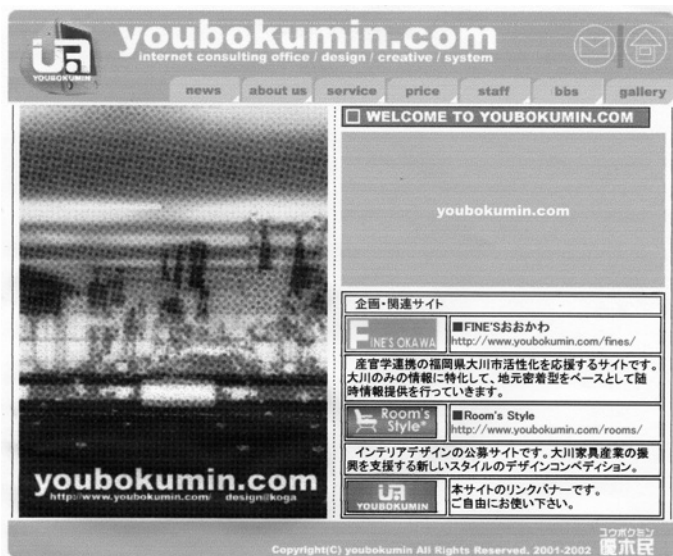 youbokumin.com
internet consulting office / design / creative / system
YOUBOKUMIN
news about us service price staff bbs gallery
WELCOME TO YOUBOKUMIN.COM
youbokumin.com
youbokumin.com
http://www.youbokumin.com/ design@koga
企画・関連サイト
FINE'S OKAWA
■FINE'Sおおかわ
http://www.youbokumin.com/fines/
産官学連携の福岡県大川市活性化を応援するサイトです。
大川のみの情報に特化して、地元密着型をベースとして随
時情報提供を行っていきます。
Room's
Style*
■Room's Style
http://www.youbokumin.com/rooms/
インテリアデザインの公募サイトです。大川家具産業の振
興を支援する新しいスタイルのデザインコンペディション。
YOUBOKUMIN
本サイトのリンクバナーです。
ご自由にお使い下さい。
ユウボクミン
優木民
Copyright(C) youbokumin All Rights Reserved. 2001-2002